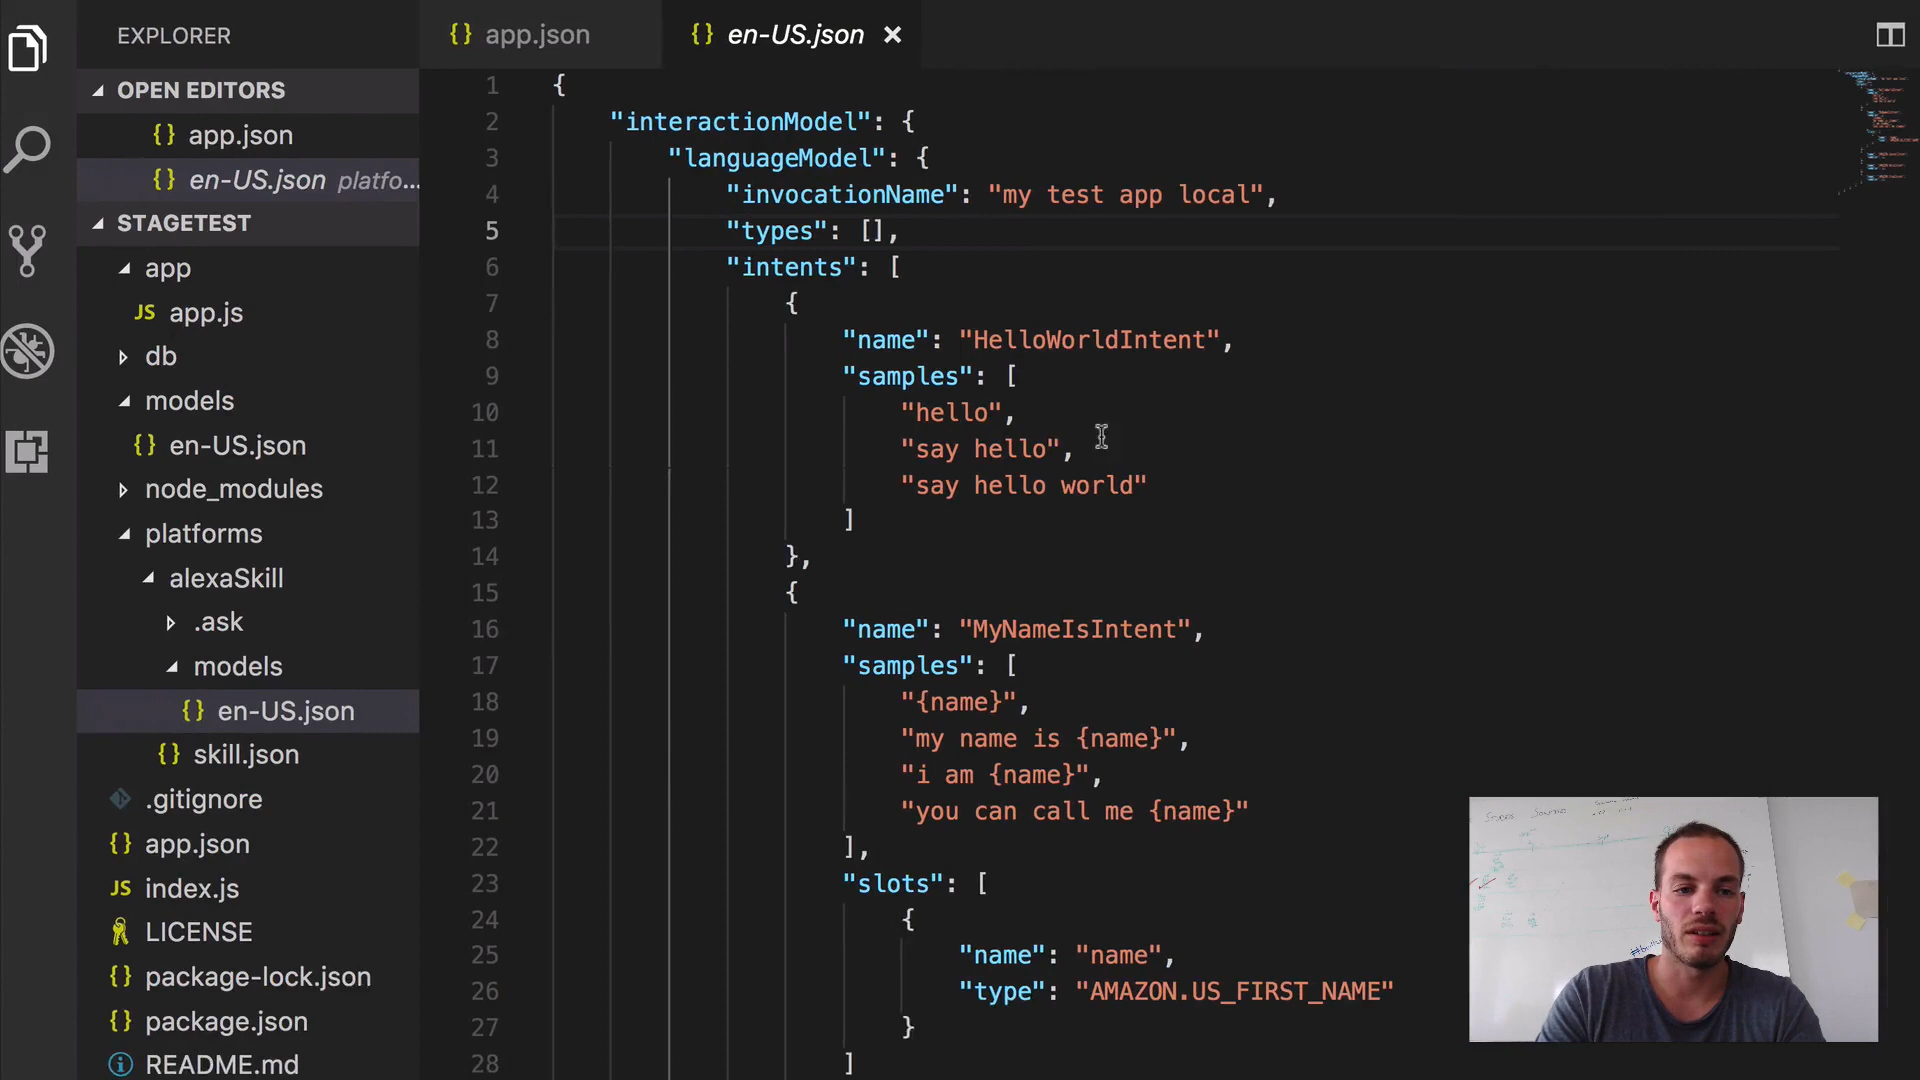 EXPLORER
OPEN EDITORS
app.json
en-US.json platfo...
STAGETEST
app
JS app.js
db
models
{} en-US.json
node_modules
platforms
alexaSkill
.ask
models
{} en-US.json
{} skill.json
.gitignore
{} app.json
JS index.js
LICENSE
{} package-lock.json
{} package.json
README.md
{} app.json
{} en-US.json
1 {
2 "interactionModel": {
3 "languageModel": {
4 "invocationName": "my test app local",
5 "types": [],
6 "intents": [
7 {
8 "name": "HelloWorldIntent",
9 "samples": [
10 "hello",
11 "say hello",
12 "say hello world"
13 ]
14 },
15 {
16 "name": "MyNameIsIntent",
17 "samples": [
18 "{name}",
19 "my name is {name}",
20 "i am {name}",
21 "you can call me {name}"
22 ],
23 "slots": [
24 {
25 "name": "name",
26 "type": "AMAZON.US_FIRST_NAME"
27 }
28 ]